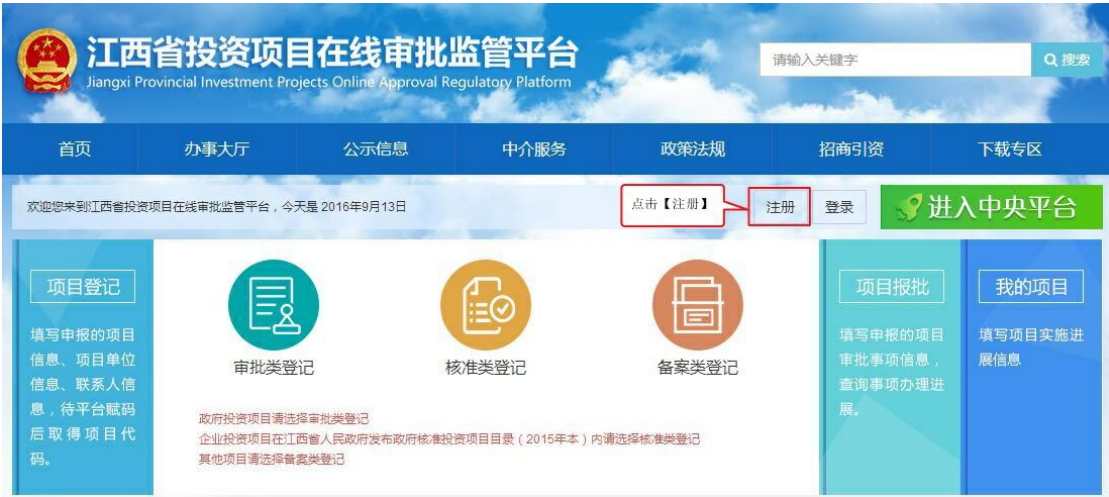 江西省投资项目在线审批监管平台
Jiangxi Provincial Investment Projects Online Approval Regulatory Platform
请输入关键字
搜索
首页
办事大厅
公示信息
中介服务
政策法规
招商引资
下载专区
欢迎您来到江西省投资项目在线审批监管平台，今天是 2016年9月13日
点击【注册】
注册
登录
进入中央平台
项目登记
填写申报的项目
信息、项目单位
信息、联系人信
息，待平台赋码
后取得项目代
码。
审批类登记
核准类登记
备案类登记
政府投资项目请选择审批类登记
企业投资项目在江西省人民政府发布政府核准投资项目目录（2015年本）内请选择核准类登记
其他项目请选择备案类登记
项目报批
填写申报的项目
审批事项信息，
查询事项办理进
展。
我的项目
填写项目实施进
展信息